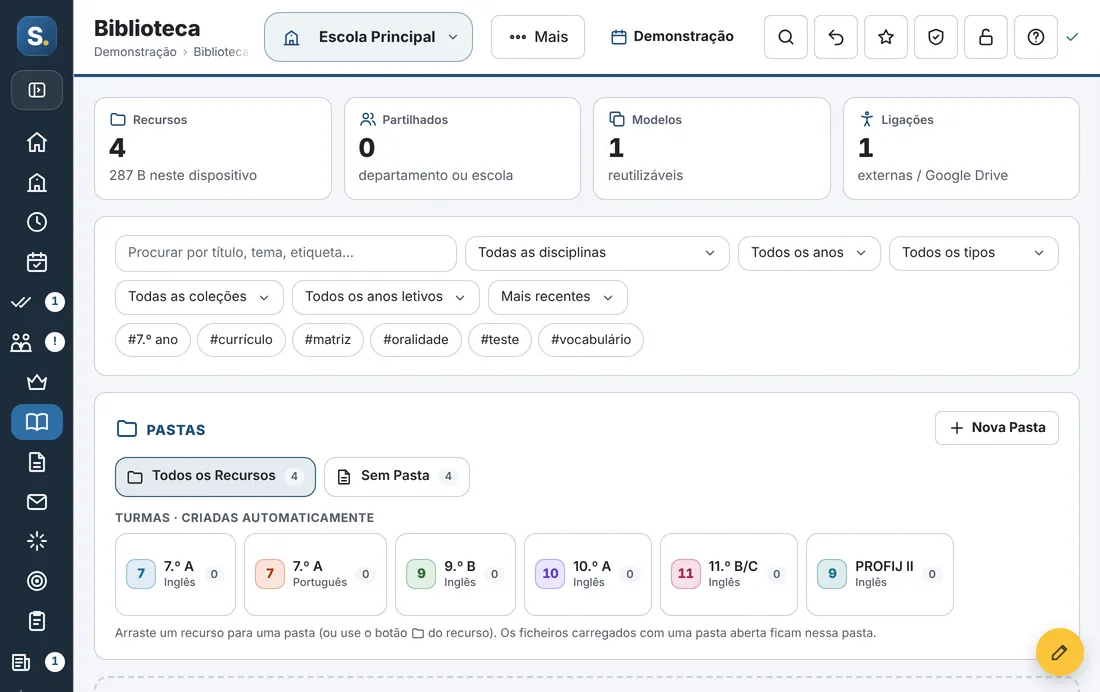 S.
Biblioteca
Demonstração › Biblioteca
Escola Principal
••• Mais
Demonstração
1
!
1
Recursos
4
287 B neste dispositivo
Partilhados
0
departamento ou escola
Modelos
1
reutilizáveis
Ligações
1
externas / Google Drive
Procurar por título, tema, etiqueta...
Todas as disciplinas
Todos os anos
Todos os tipos
Todas as coleções
Todos os anos letivos
Mais recentes
#7.º ano
#currículo
#matriz
#oralidade
#teste
#vocabulário
PASTAS
+ Nova Pasta
Todos os Recursos 4
Sem Pasta 4
TURMAS · CRIADAS AUTOMATICAMENTE
7 7.º A Inglês 0
7 7.º A Português 0
9 9.º B Inglês 0
10 10.º A Inglês 0
11 11.º B/C Inglês 0
9 PROFIJ II Inglês 0
Arraste um recurso para uma pasta (ou use o botão do recurso). Os ficheiros carregados com uma pasta aberta ficam nessa pasta.